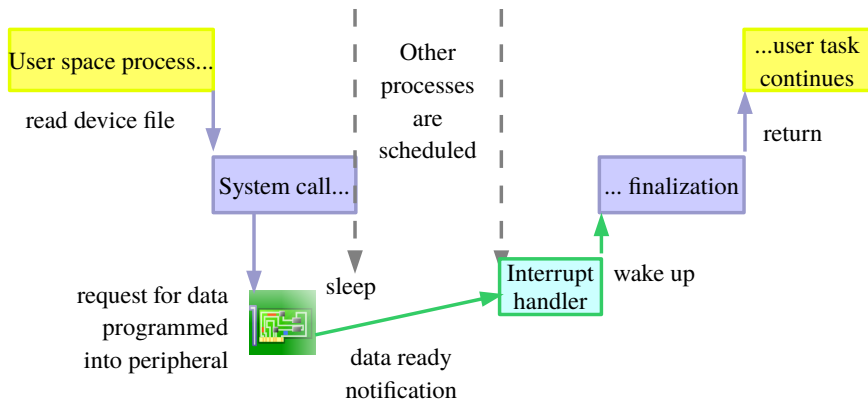 User space process...
read device file
System call...
request for data
programmed
into peripheral
sleep
Other
processes
are
scheduled
data ready
notification
Interrupt
handler
wake up
... finalization
return
...user task
continues